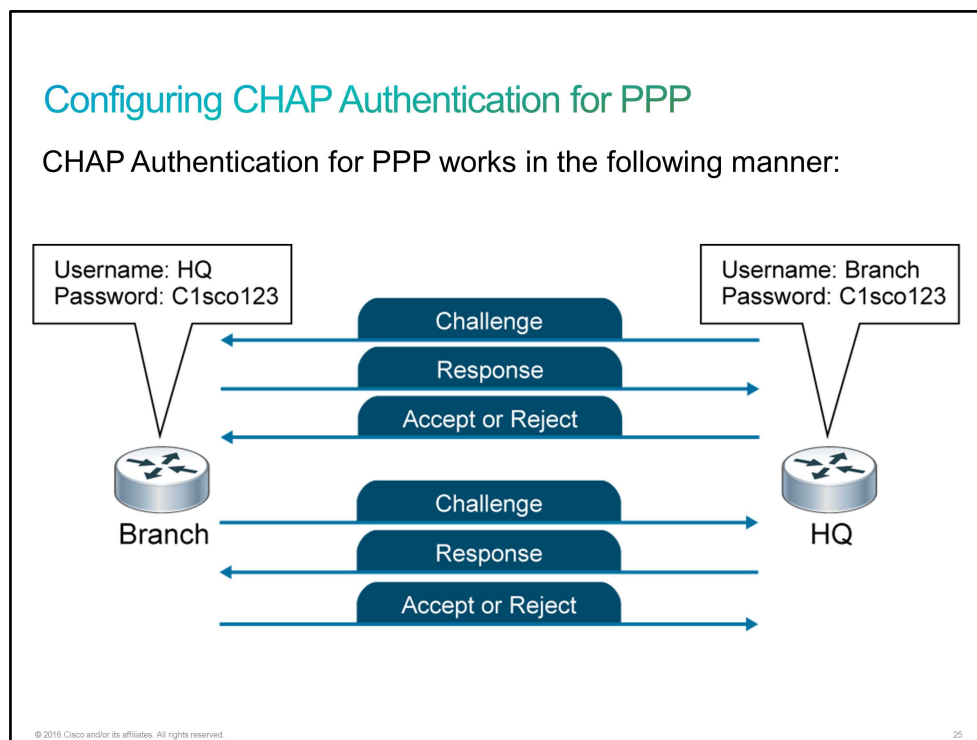 Configuring CHAP Authentication for PPP
CHAP Authentication for PPP works in the following manner:
Username: HQ
Password: C1sco123
Username: Branch
Password: C1sco123
Challenge
Response
Accept or Reject
Challenge
Response
Accept or Reject
Branch
HQ
© 2016 Cisco and/or its affiliates. All rights reserved.
25